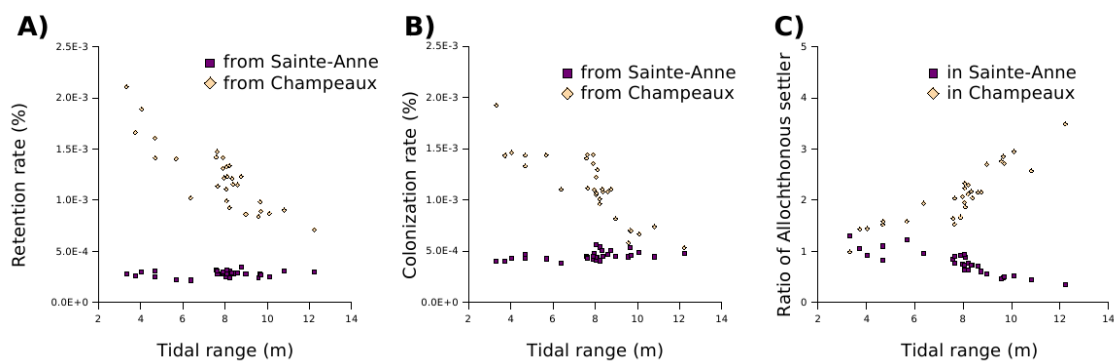 A)
2.5E-3
2.0E-3
1.5E-3
1.0E-3
5.0E-4
0.0E+0
Retention rate (%)
from Sainte-Anne
from Champeaux
2 4 6 8 10 12 14
Tidal range (m)
B)
2.5E-3
2.0E-3
1.5E-3
1.0E-3
5.0E-4
0.0E+0
Colonization rate (%)
from Sainte-Anne
from Champeaux
2 4 6 8 10 12 14
Tidal range (m)
C)
5
4
3
2
1
0
Ratio of Allochthonous settler
in Sainte-Anne
in Champeaux
2 4 6 8 10 12 14
Tidal range (m)